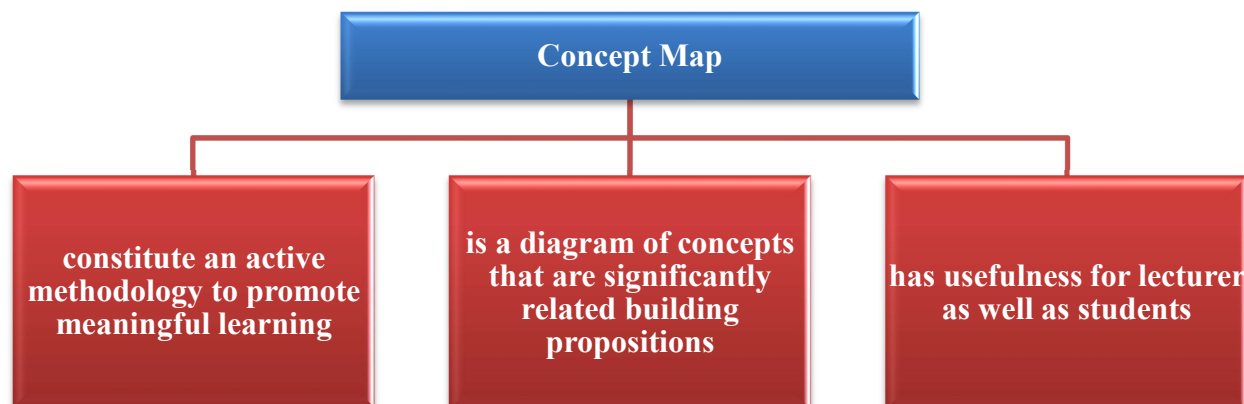 Concept Map
constitute an active
methodology to promote
meaningful learning
is a diagram of concepts
that are significantly
related building
propositions
has usefulness for lecturer
as well as students